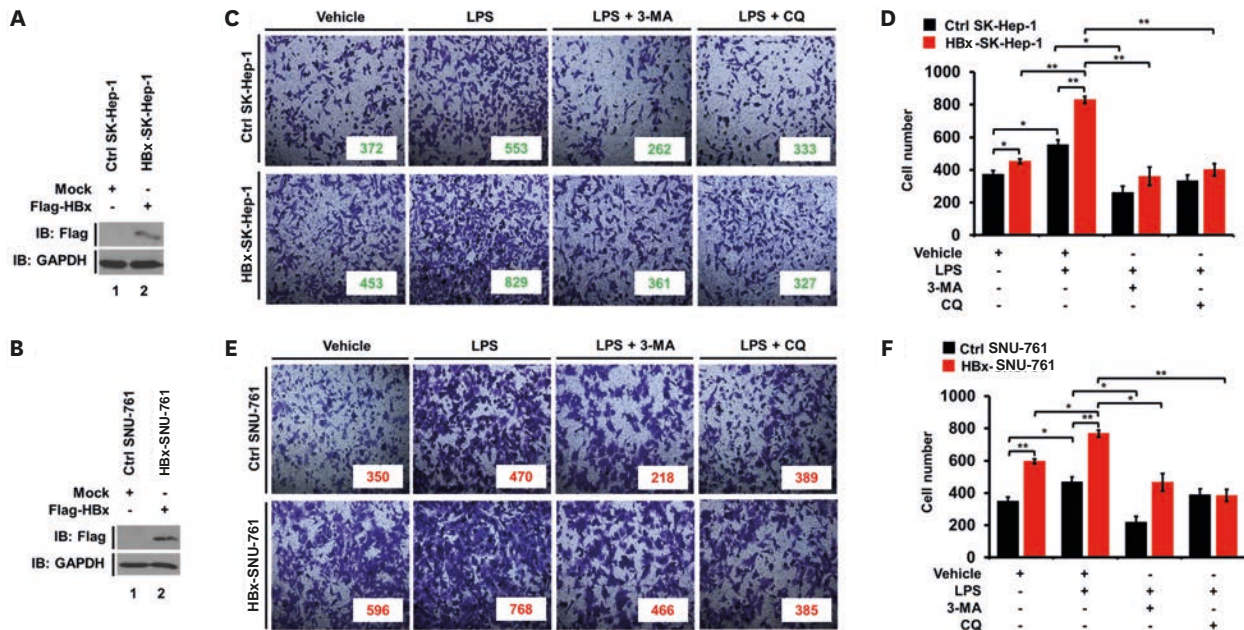 A
Ctrl SK-Hep-1
HBx-SK-Hep-1
Mock + -
Flag-HBx - +
IB: Flag
IB: GAPDH
1 2
B
Ctrl SNU-761
HBx-SNU-761
Mock + -
Flag-HBx - +
IB: Flag
IB: GAPDH
1 2
C
Vehicle LPS LPS + 3-MA LPS + CQ
Ctrl SK-Hep-1
372 553 262 333
HBx-SK-Hep-1
453 829 361 327
E
Vehicle LPS LPS + 3-MA LPS + CQ
Ctrl SNU-761
350 470 218 389
HBx-SNU-761
596 768 466 385
D
Ctrl SK-Hep-1
HBx-SK-Hep-1
**
*
** **
**
*
*
1000
800
600
400
200
0
Cell number
Vehicle + + - -
LPS - + + +
3-MA - - + -
CQ - - - +
F
Ctrl SNU-761
HBx-SNU-761
**
*
* *
* **
**
1000
800
600
400
200
0
Cell number
Vehicle + + - -
LPS - + + +
3-MA - - + -
CQ - - - +